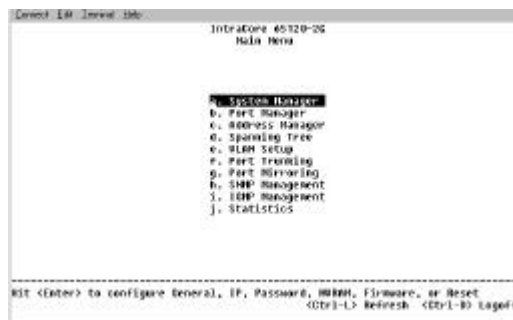 Connect Edit Terminal Help
IntraCore 65120-2G
Main Menu
a. System Manager
b. Port Manager
c. Address Manager
d. Spanning Tree
e. VLAN Setup
f. Port Trunking
g. Port Mirroring
h. SNMP Management
i. IGMP Management
j. Statistics
Hit <Enter> to configure General, IP, Password, NVRAM, Firmware, or Reset
<Ctrl-L> Refresh <Ctrl-D> Logoff